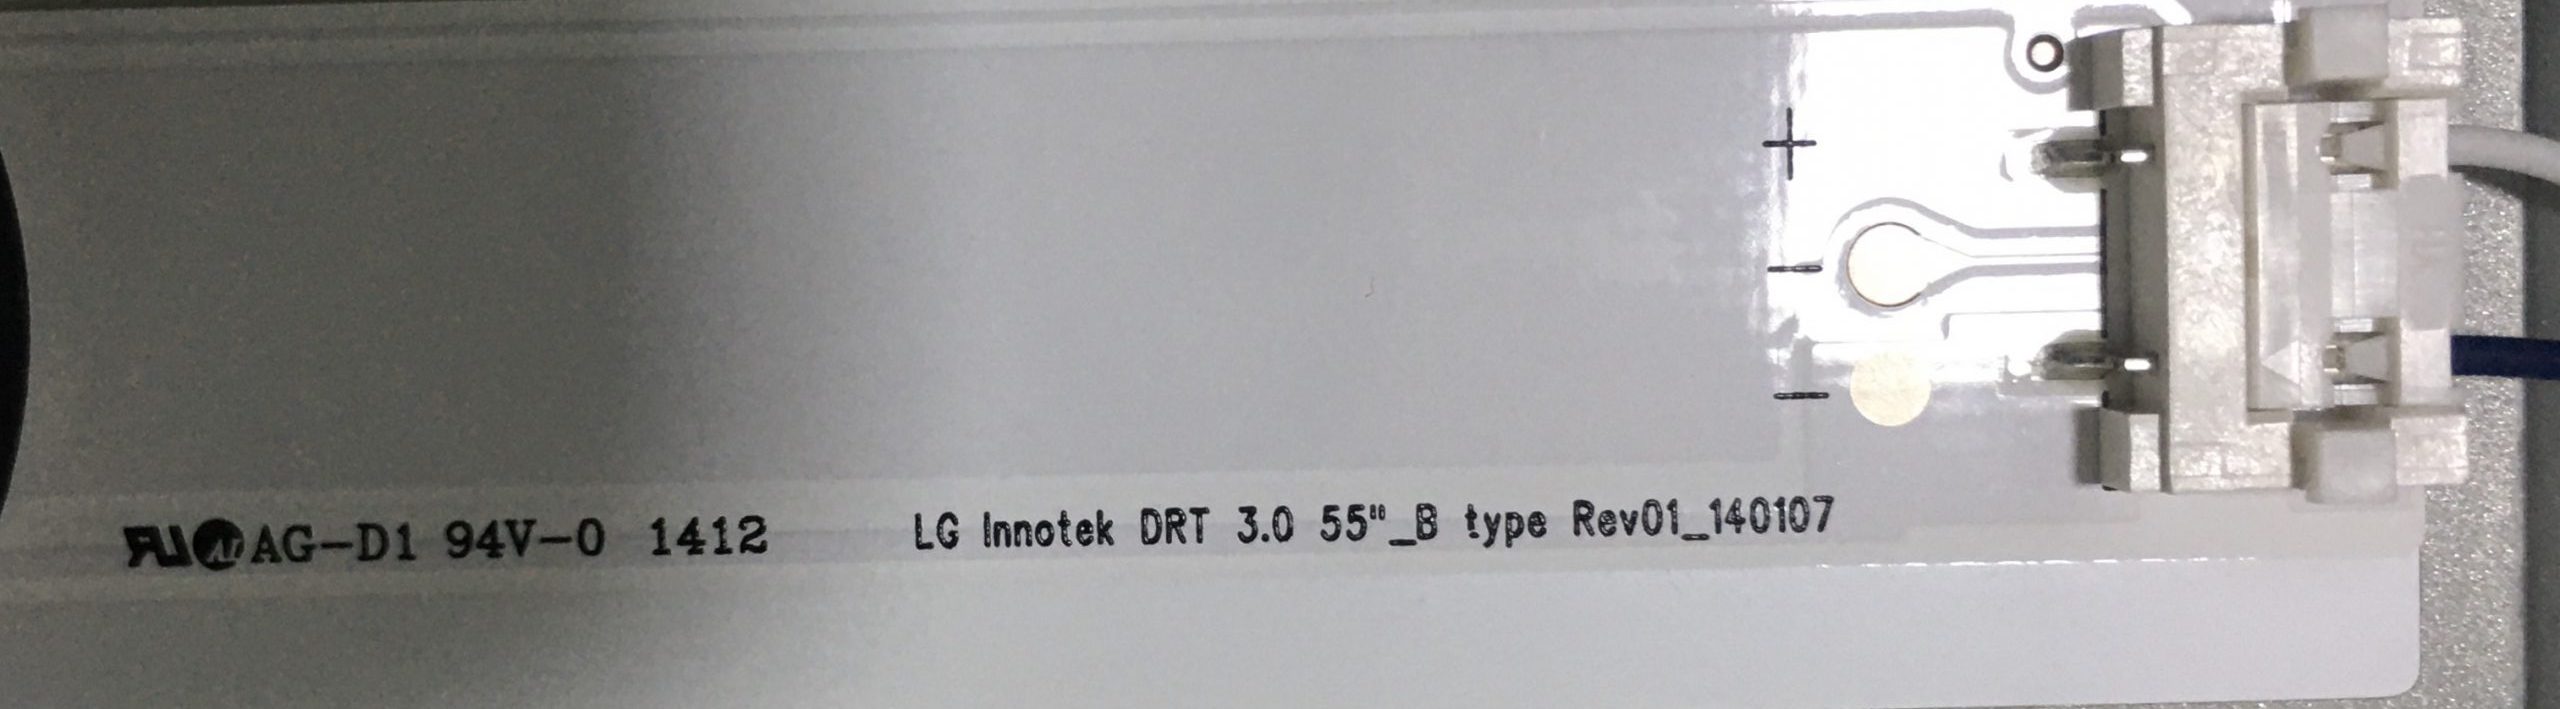 +
-
-
AG-D1 94V-0 1412 LG Innotek DRT 3.0 55"_B type Rev01_140107